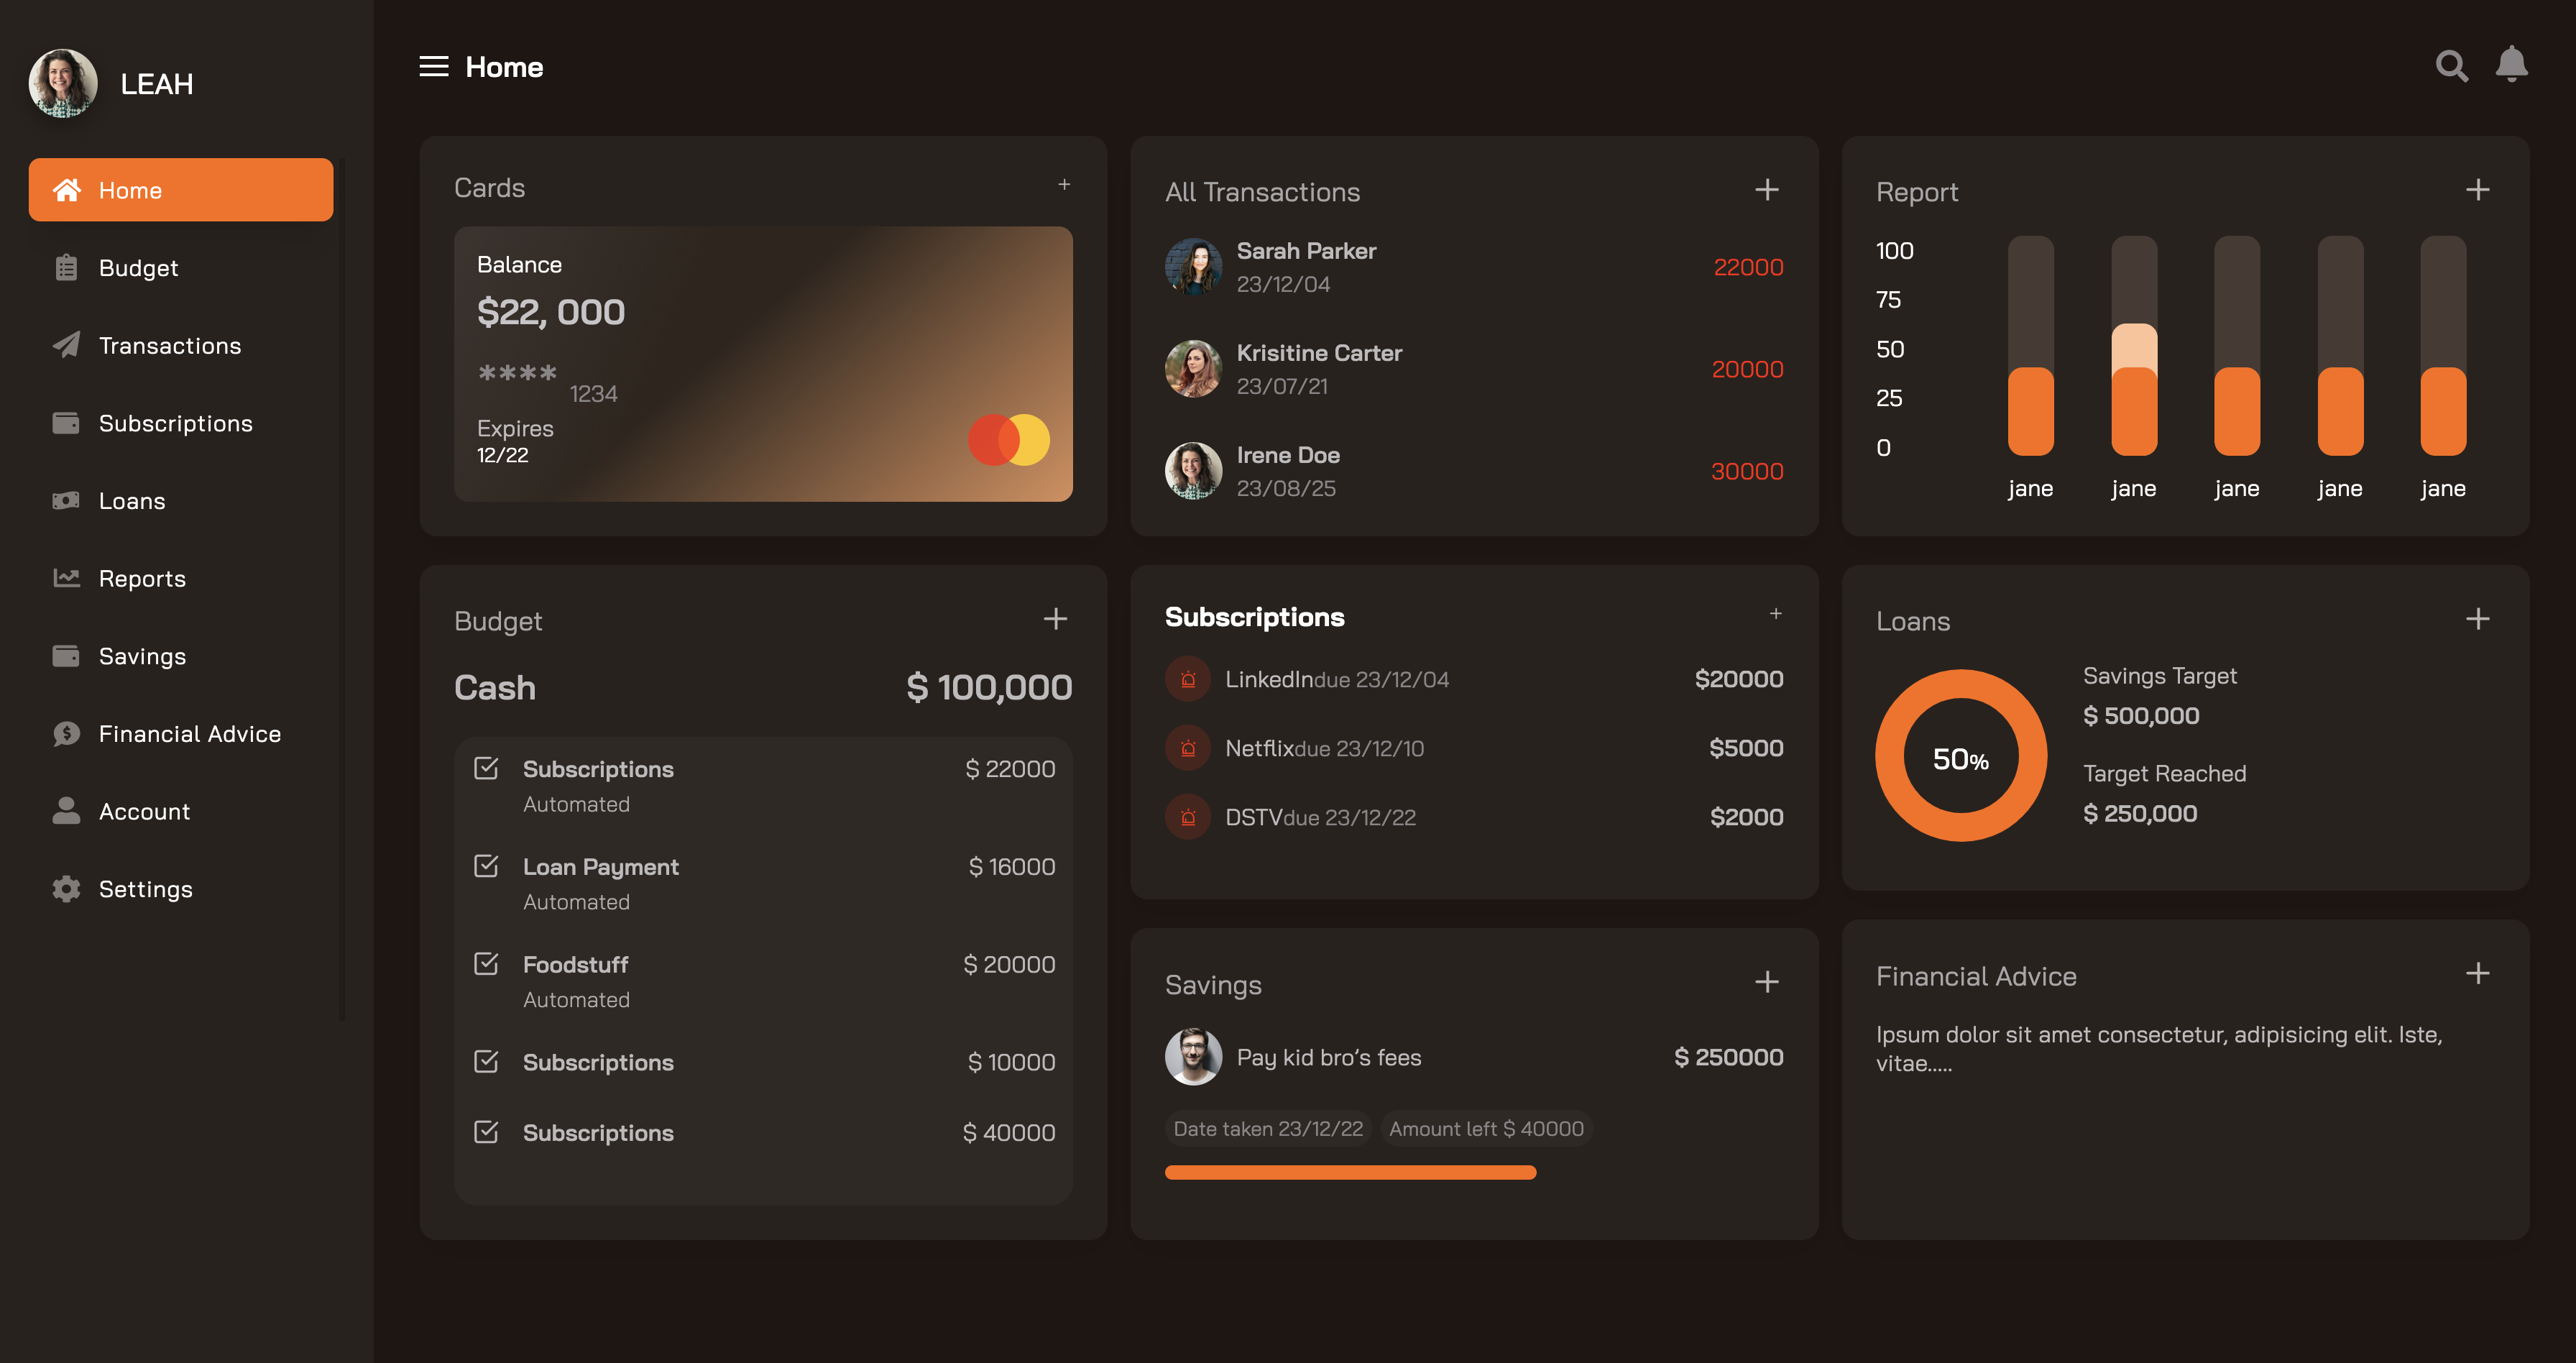 LEAH
Home
Budget
Transactions
Subscriptions
Loans
Reports
Savings
Financial Advice
Account
Settings
Home
Cards +
Balance
$22, 000
**** 1234
Expires
12/22
All Transactions +
Sarah Parker
23/12/04
22000
Krisitine Carter
23/07/21
20000
Irene Doe
23/08/25
30000
Report +
100
75
50
25
0
jane jane jane jane jane
Budget +
Cash $ 100,000
Subscriptions $ 22000
Automated
Loan Payment $ 16000
Automated
Foodstuff $ 20000
Automated
Subscriptions $ 10000
Subscriptions $ 40000
Subscriptions +
LinkedIndue 23/12/04 $20000
Netflixdue 23/12/10 $5000
DSTVdue 23/12/22 $2000
Savings +
Pay kid bro’s fees $ 250000
Date taken 23/12/22 Amount left $ 40000
Loans +
50%
Savings Target
$ 500,000
Target Reached
$ 250,000
Financial Advice +
Ipsum dolor sit amet consectetur, adipisicing elit. Iste,
vitae.....